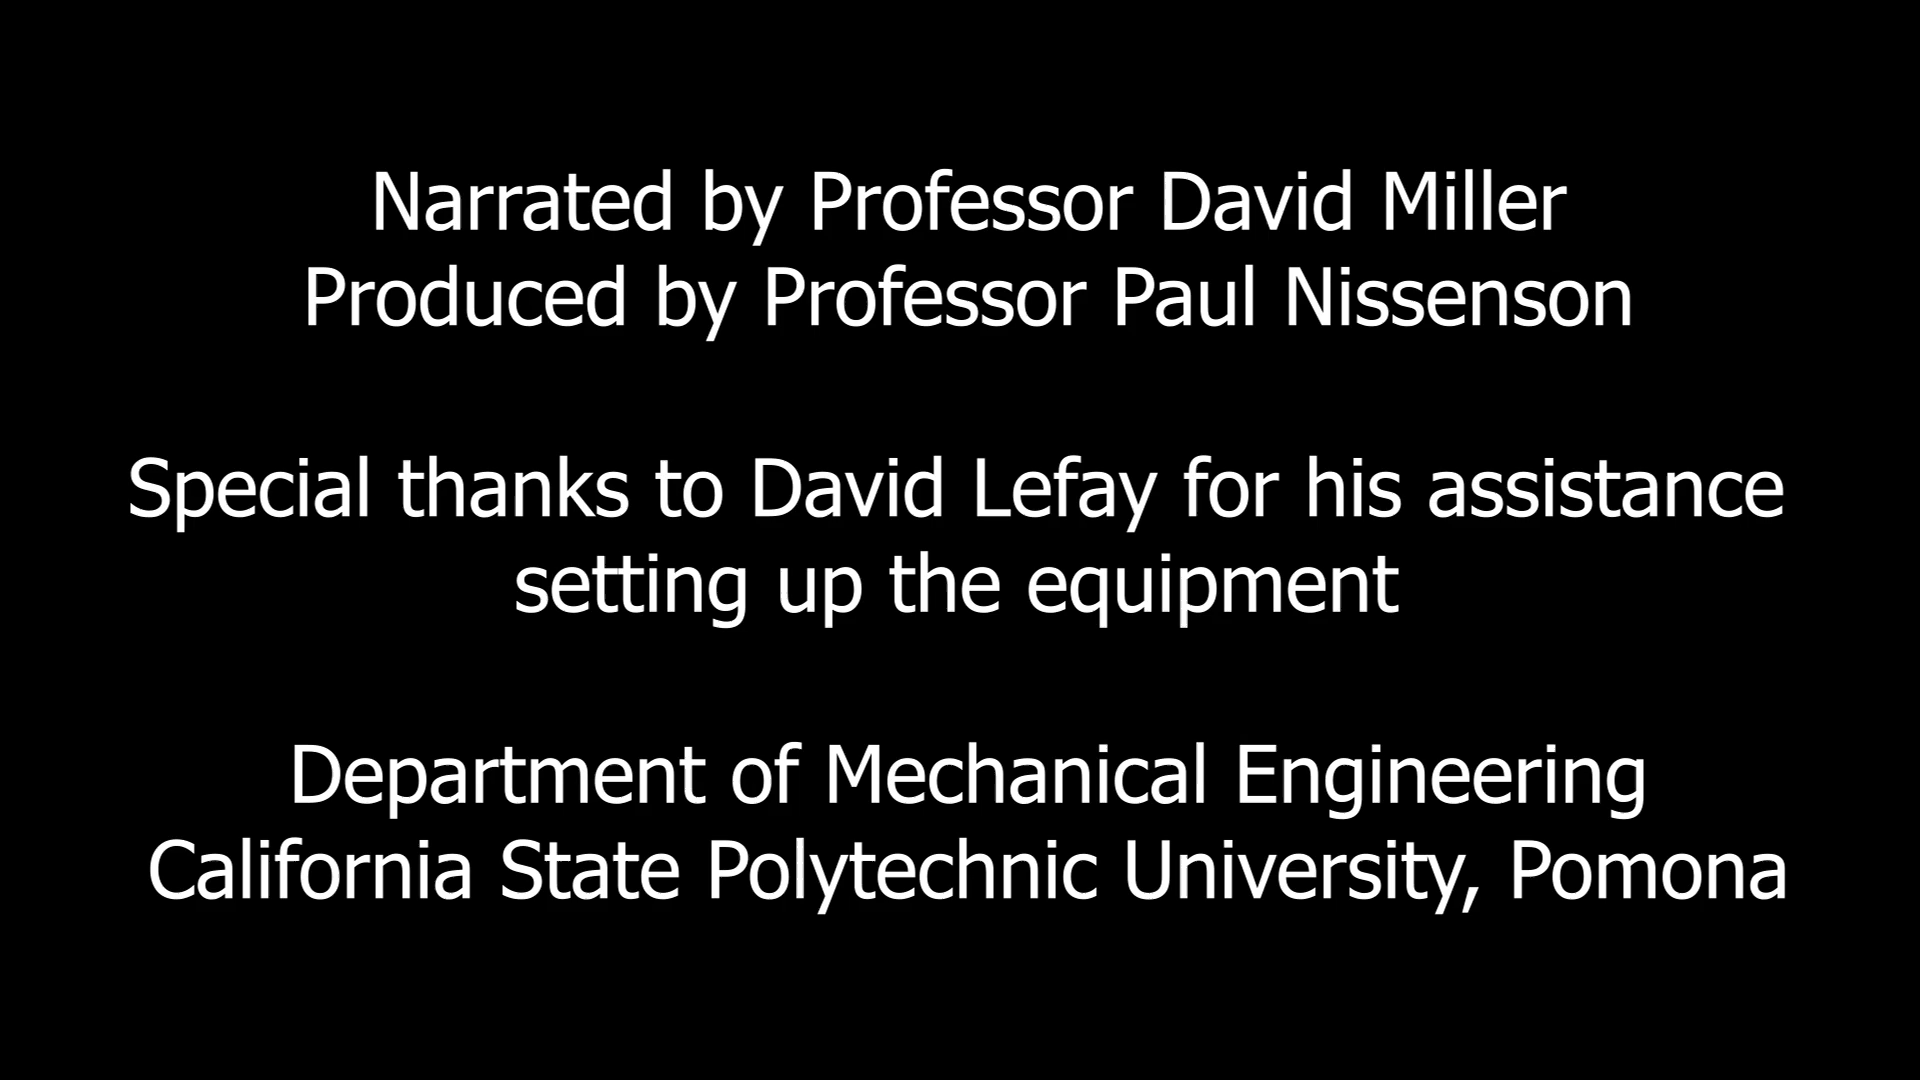 Narrated by Professor David Miller
Produced by Professor Paul Nissenson
Special thanks to David Lefay for his assistance
setting up the equipment
Department of Mechanical Engineering
California State Polytechnic University, Pomona